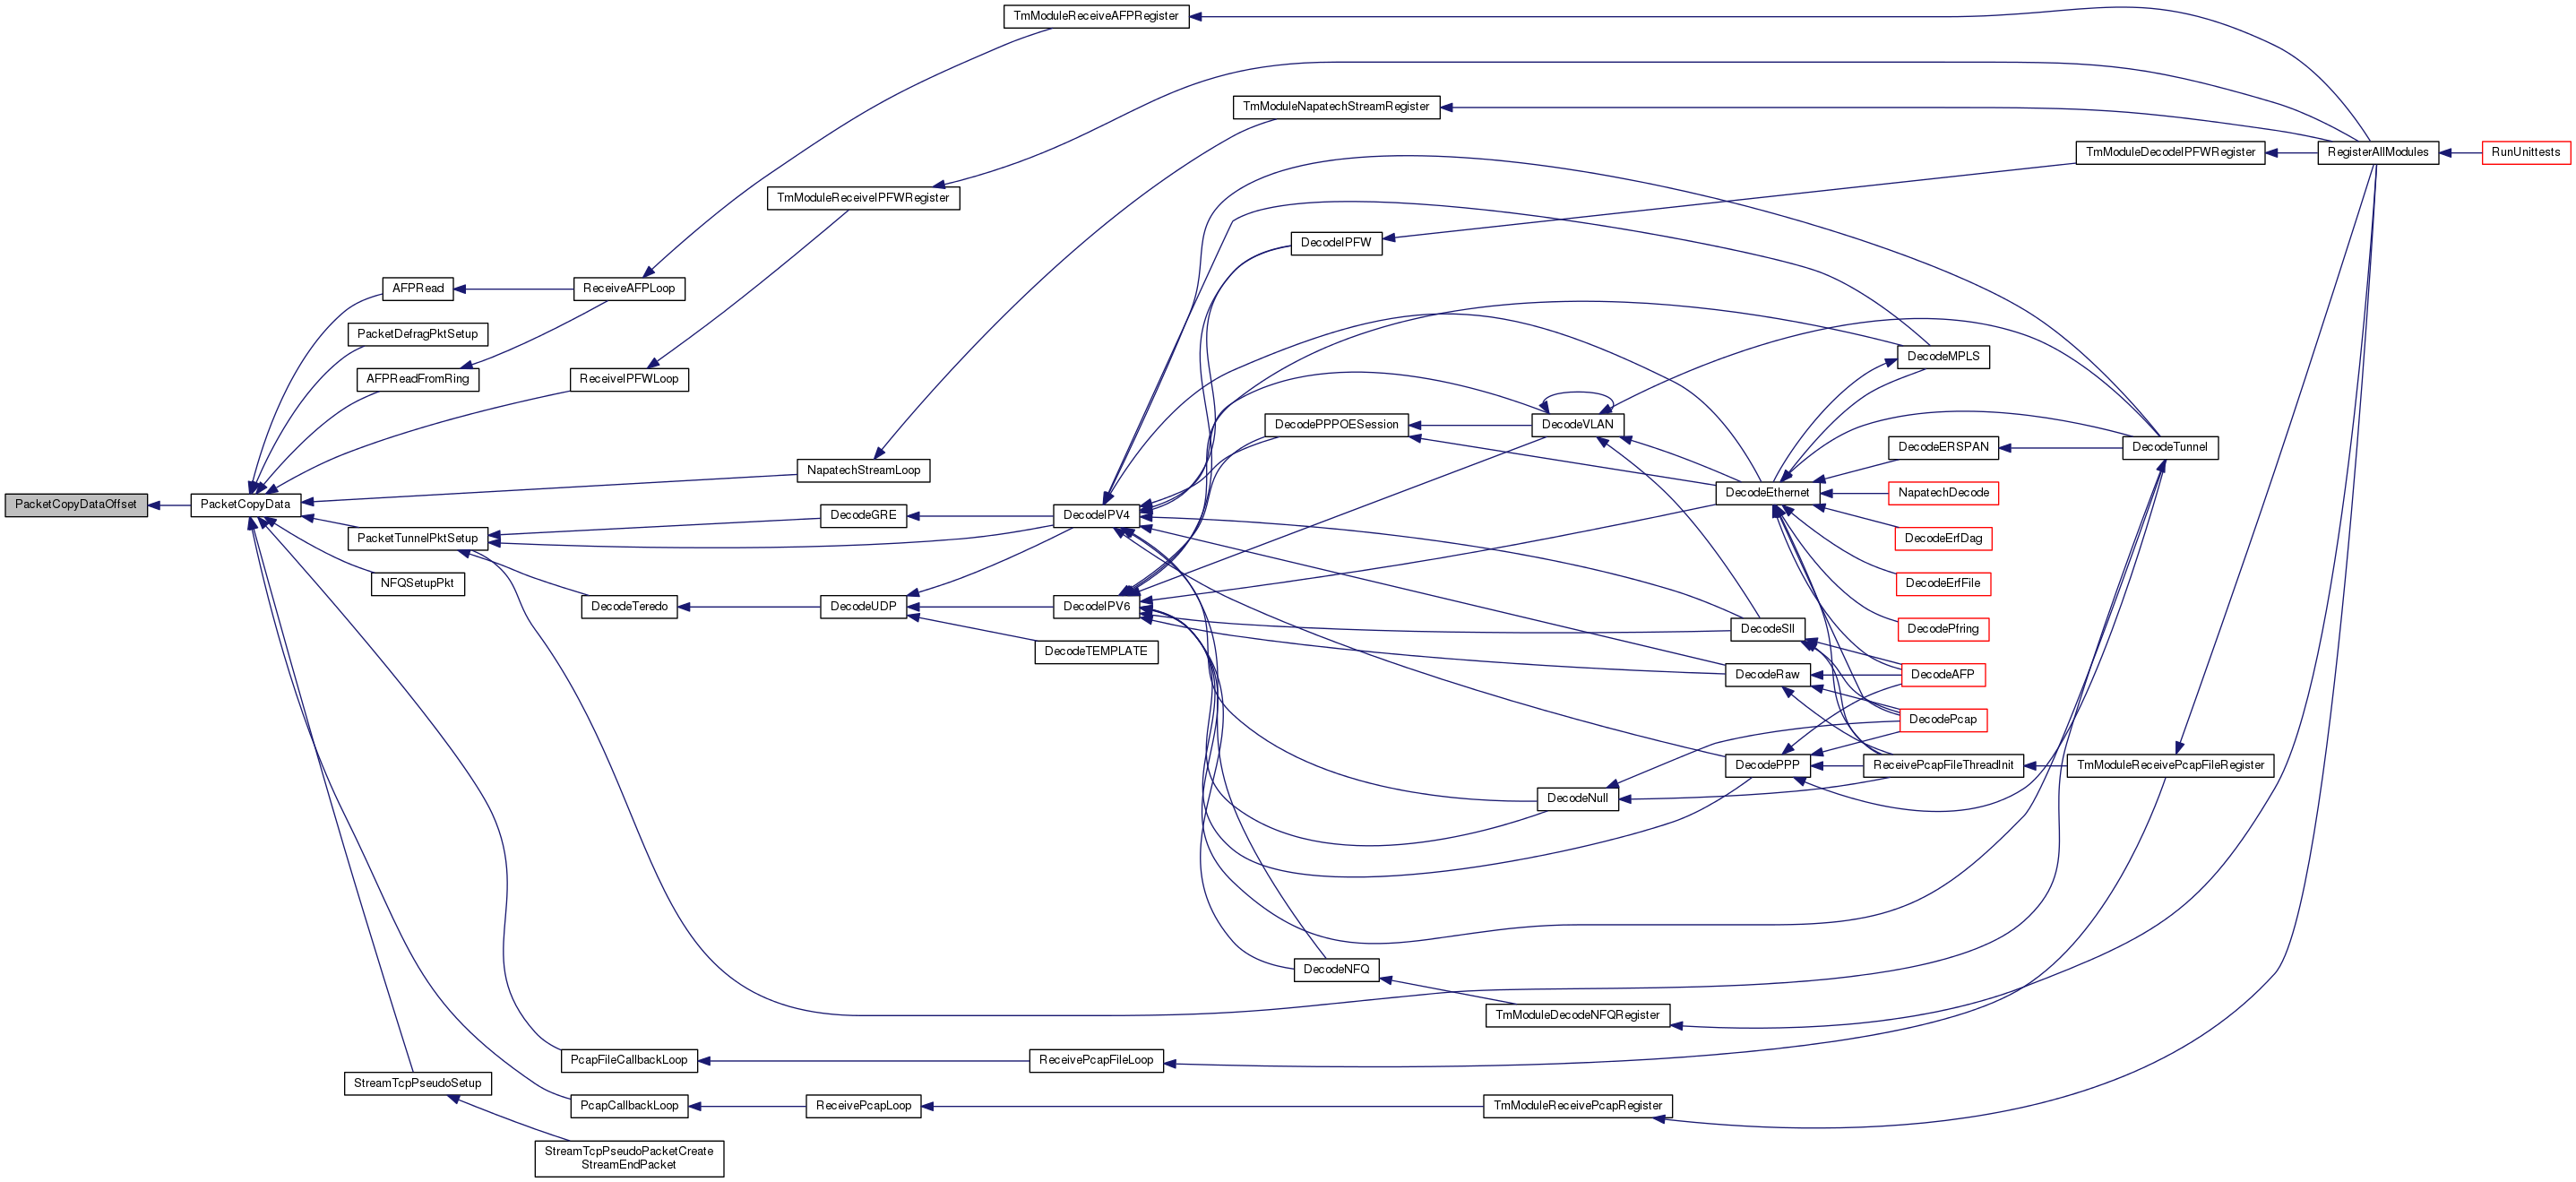 TmModuleReceiveAFPRegister
TmModuleNapatechStreamRegister
TmModuleDecodeIPFWRegister
RegisterAllModules
RunUnittests
TmModuleReceiveIPFWRegister
DecodeIPFW
AFPRead
ReceiveAFPLoop
PacketDefragPktSetup
DecodeMPLS
AFPReadFromRing
ReceiveIPFWLoop
DecodePPPOESession
DecodeVLAN
DecodeERSPAN
DecodeTunnel
NapatechStreamLoop
DecodeEthernet
NapatechDecode
PacketCopyDataOffset
PacketCopyData
DecodeGRE
DecodeIPV4
PacketTunnelPktSetup
DecodeErfDag
NFQSetupPkt
DecodeErfFile
DecodeTeredo
DecodeUDP
DecodeIPV6
DecodeSll
DecodePfring
DecodeTEMPLATE
DecodeRaw
DecodeAFP
DecodePcap
DecodePPP
ReceivePcapFileThreadInit
TmModuleReceivePcapFileRegister
DecodeNull
DecodeNFQ
TmModuleDecodeNFQRegister
PcapFileCallbackLoop
ReceivePcapFileLoop
StreamTcpPseudoSetup
PcapCallbackLoop
ReceivePcapLoop
TmModuleReceivePcapRegister
StreamTcpPseudoPacketCreate
StreamEndPacket